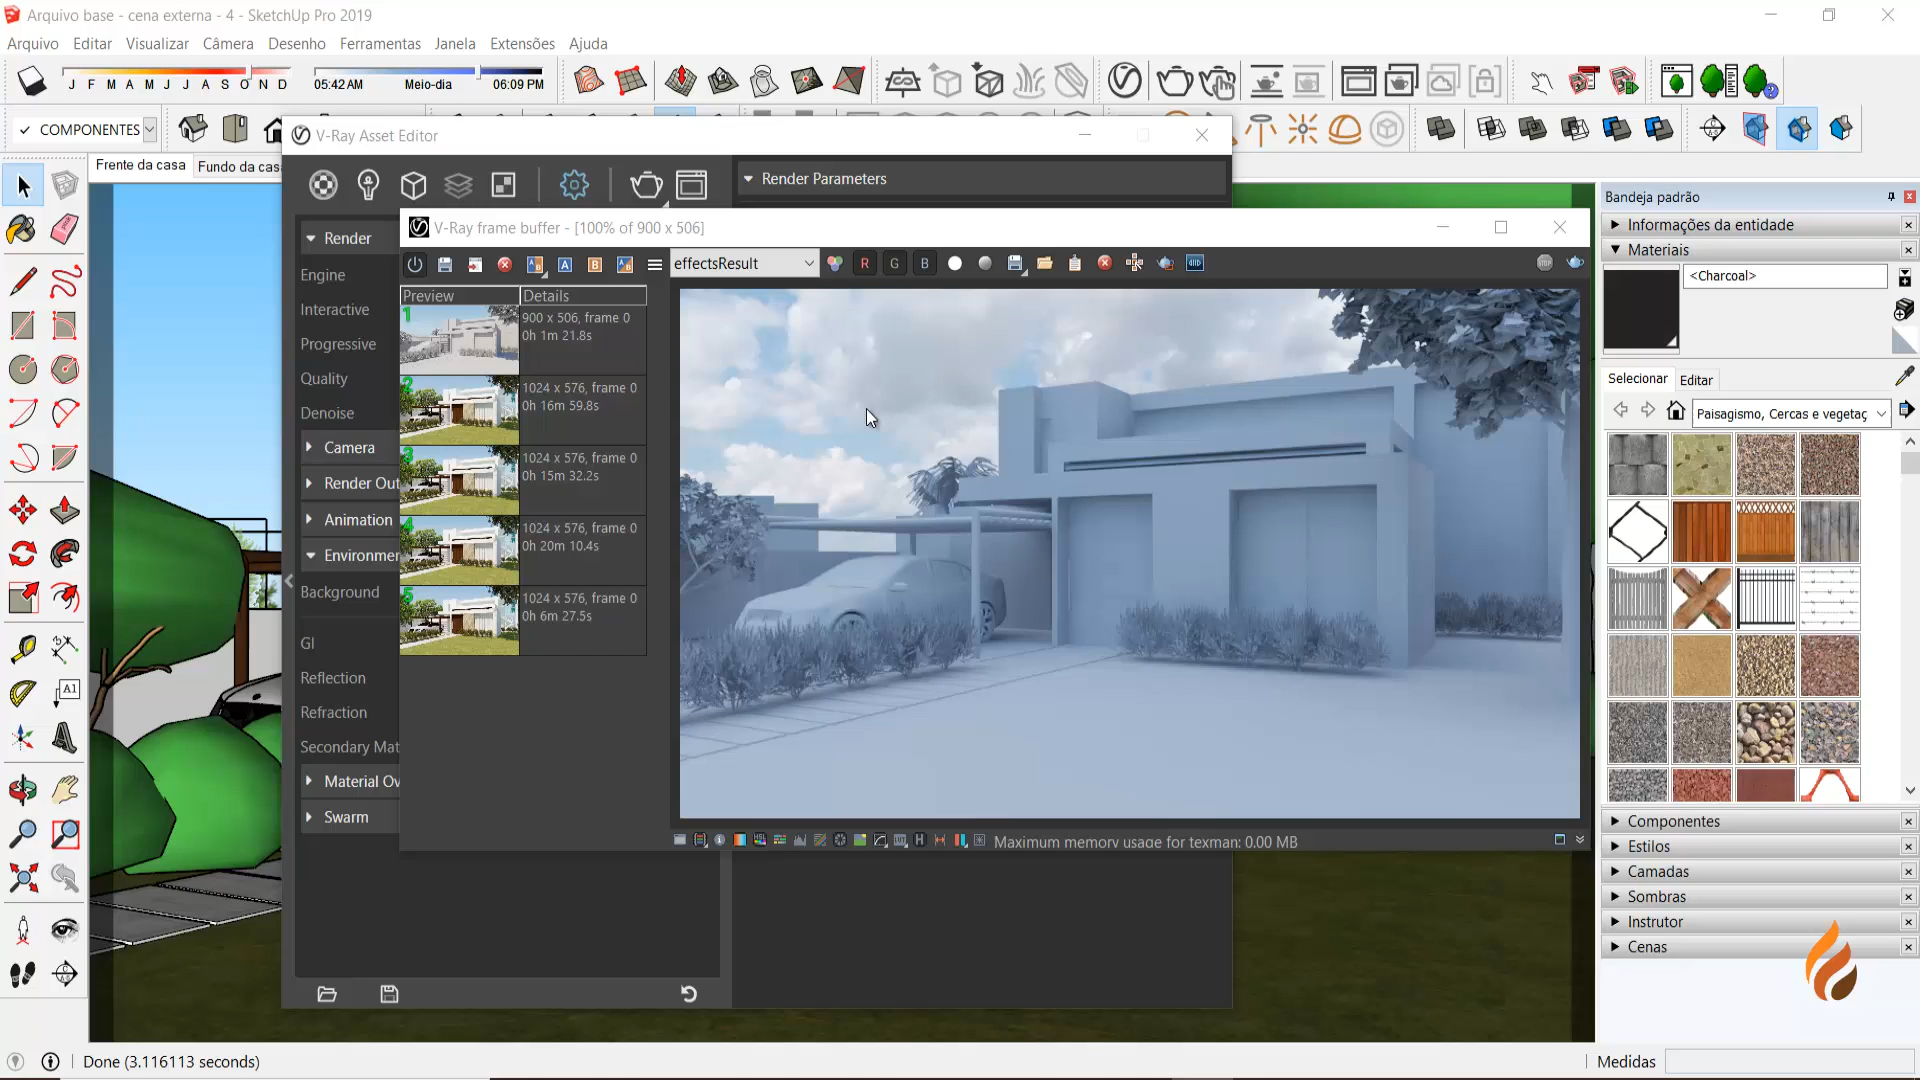 Arquivo base - cena externa - 4 - SketchUp Pro 2019
Arquivo Editar Visualizar Câmera Desenho Ferramentas Janela Extensões Ajuda
J F M A M J J A S O N D
05:42 AM Meio-dia 06:09 PM
COMPONENTES
Frente da casa
Fundo da cas
V-Ray Asset Editor
Render Parameters
V-Ray frame buffer - [100% of 900 x 506]
effectsResult
R G B
Render
Engine
Interactive
Progressive
Quality
Denoise
Camera
Render Out
Animation
Environmen
Background
GI
Reflection
Refraction
Secondary Mat
Material Ov
Swarm
Preview Details
1
900 x 506, frame 0
0h 1m 21.8s
2
1024 x 576, frame 0
0h 16m 59.8s
3
1024 x 576, frame 0
0h 15m 32.2s
4
1024 x 576, frame 0
0h 20m 10.4s
5
1024 x 576, frame 0
0h 6m 27.5s
Maximum memory usage for texman: 0.00 MB
Bandeja padrão
Informações da entidade
Materiais
<Charcoal>
Selecionar Editar
Paisagismo, Cercas e vegetaç
Componentes
Estilos
Camadas
Sombras
Instrutor
Cenas
Done (3.116113 seconds)
Medidas